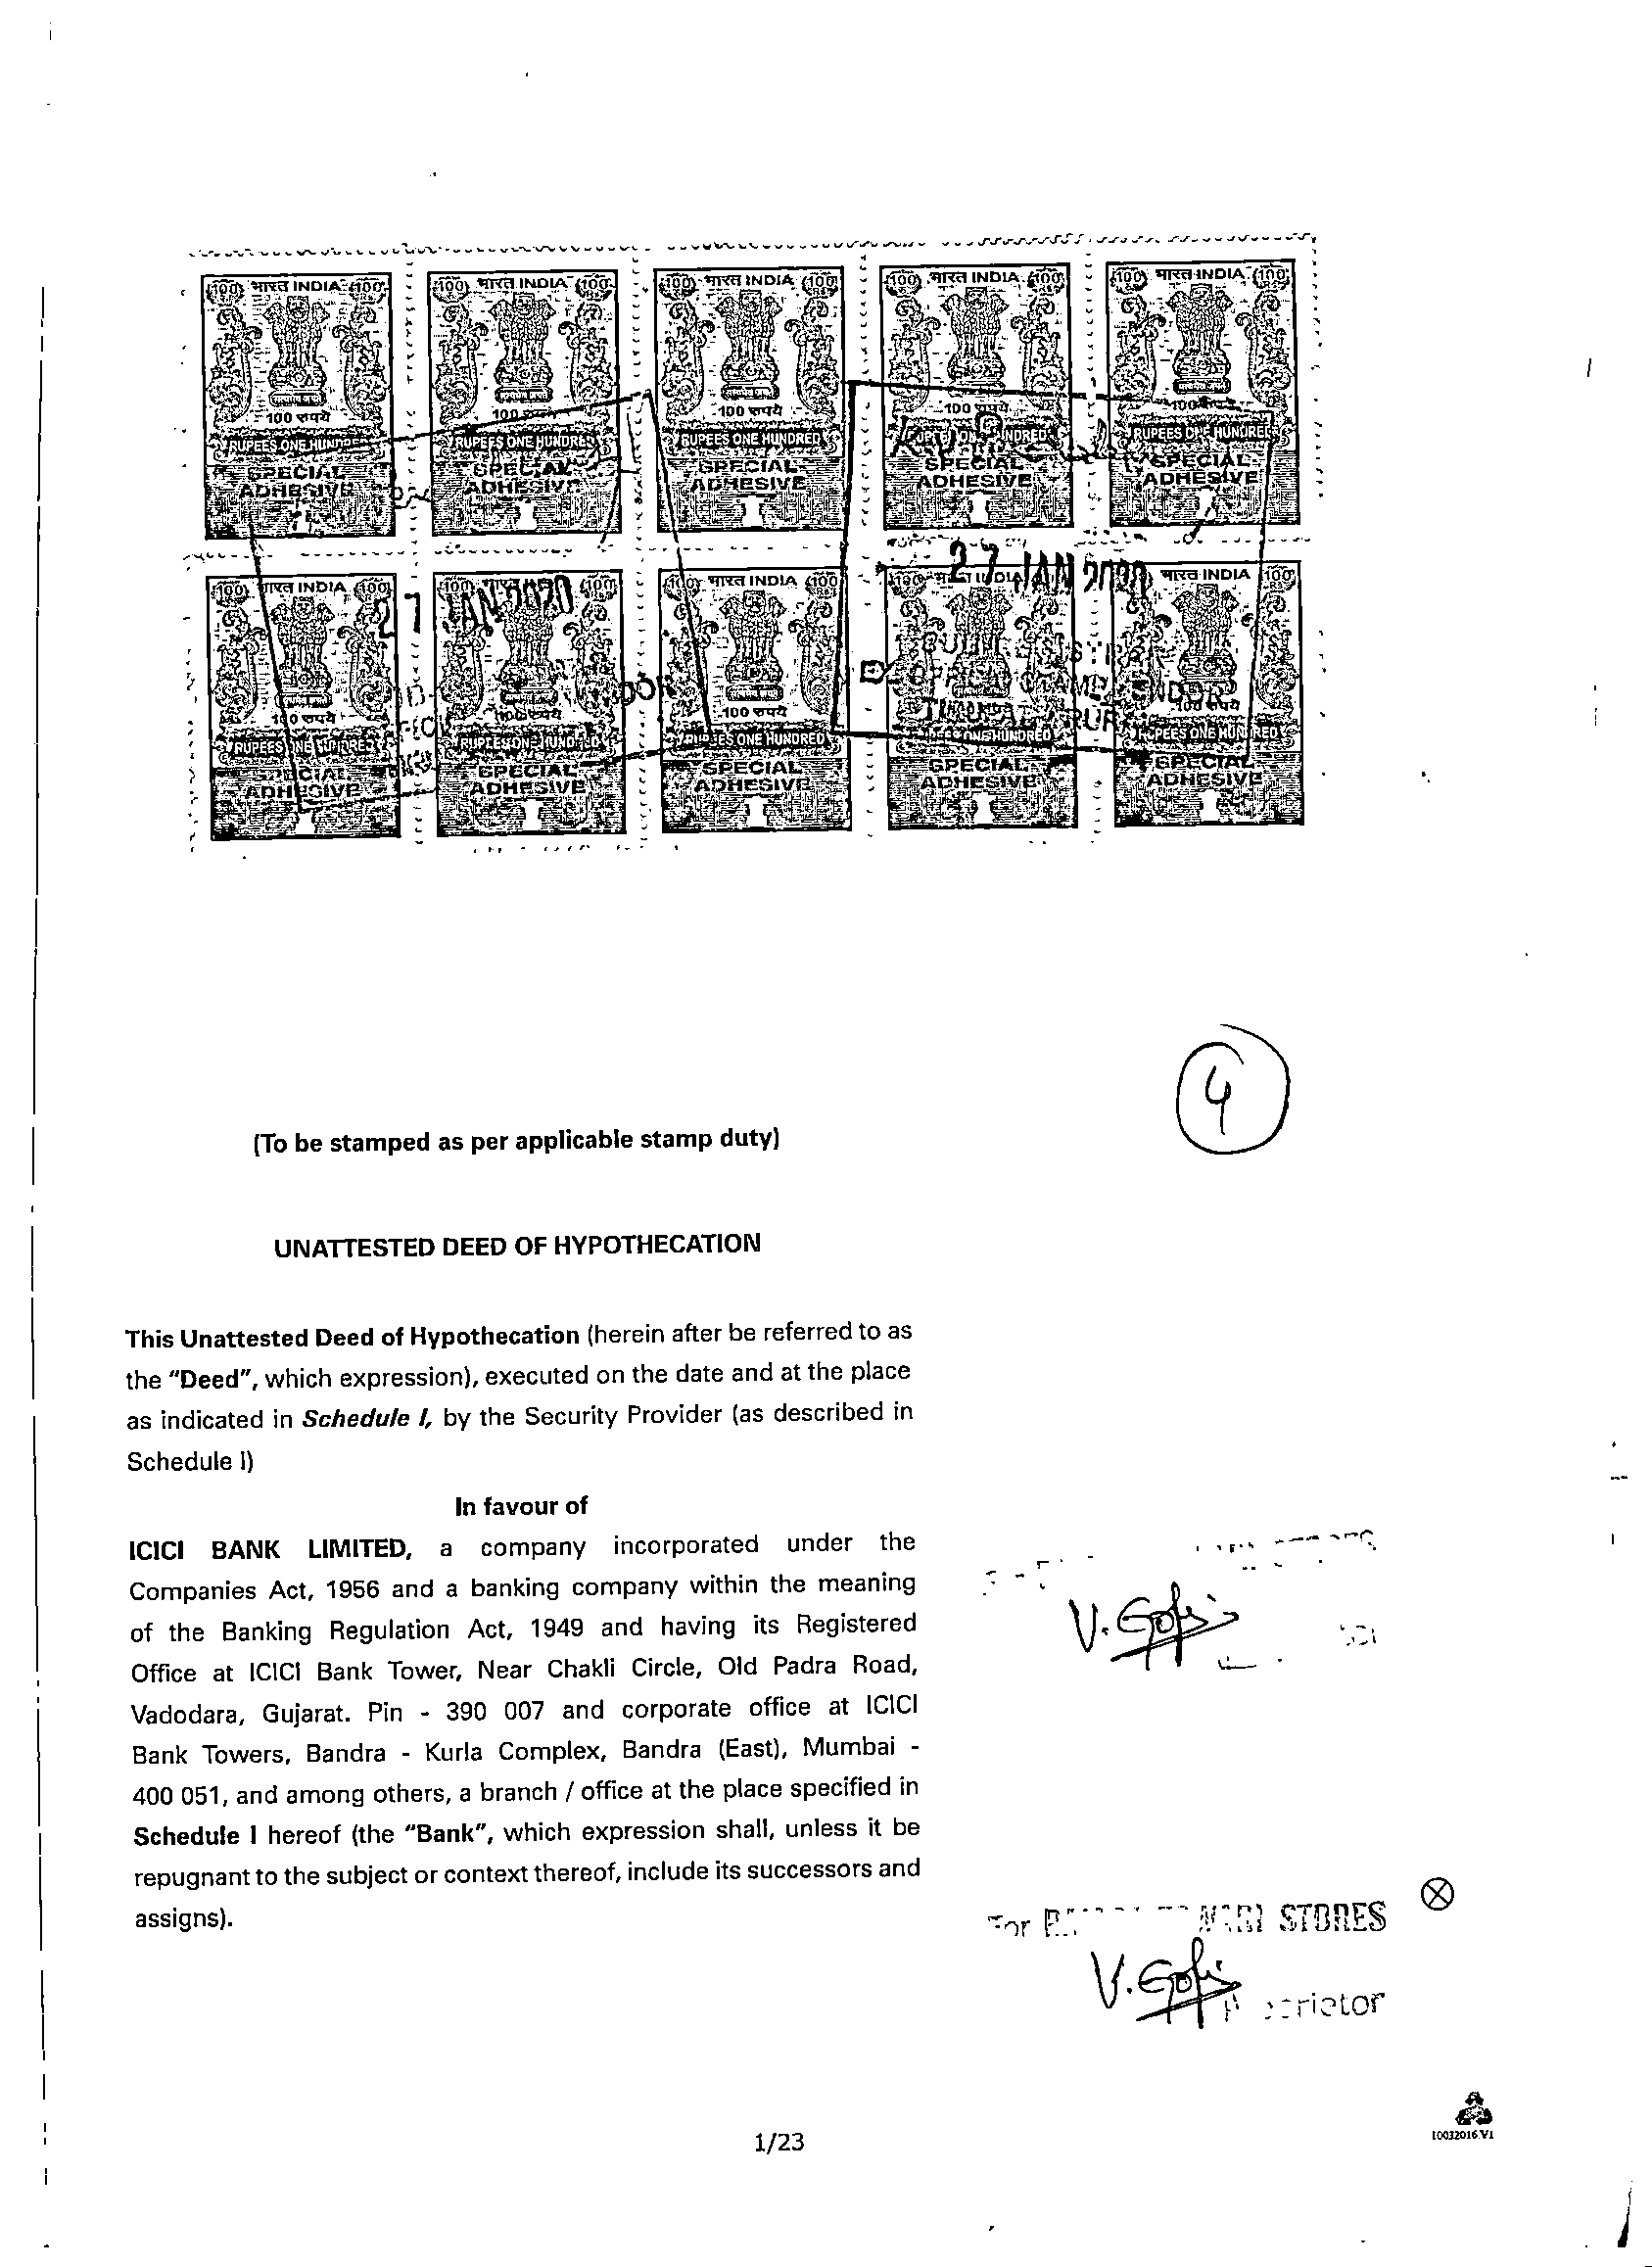 100 भारत INDIA 100 100 भारत INDIA 100 100 भारत INDIA 100 100 भारत INDIA 100 100 भारत INDIA 100
100 रुपये 100 रुपये 100 रुपये 100 रुपये 100 रुपये
RUPEES ONE HUNDRED RUPEES ONE HUNDRED RUPEES ONE HUNDRED RUPEES ONE HUNDRED RUPEES ONE HUNDRED
SPECIAL SPECIAL SPECIAL SPECIAL SPECIAL
ADHESIVE ADHESIVE ADHESIVE ADHESIVE ADHESIVE
27 JAN 2020 27 JAN 2020
100 भारत INDIA 100 100 भारत INDIA 100 100 भारत INDIA 100 100 भारत INDIA 100 100 भारत INDIA 100
100 रुपये 100 रुपये 100 रुपये 100 रुपये 100 रुपये
RUPEES ONE HUNDRED RUPEES ONE HUNDRED RUPEES ONE HUNDRED RUPEES ONE HUNDRED RUPEES ONE HUNDRED
SPECIAL SPECIAL SPECIAL SPECIAL SPECIAL
ADHESIVE ADHESIVE ADHESIVE ADHESIVE ADHESIVE
4
(To be stamped as per applicable stamp duty)
UNATTESTED DEED OF HYPOTHECATION
This Unattested Deed of Hypothecation (herein after be referred to as
the “Deed”, which expression), executed on the date and at the place
as indicated in Schedule I, by the Security Provider (as described in
Schedule I)
In favour of
ICICI BANK LIMITED, a company incorporated under the
Companies Act, 1956 and a banking company within the meaning
of the Banking Regulation Act, 1949 and having its Registered
Office at ICICI Bank Tower, Near Chakli Circle, Old Padra Road,
Vadodara, Gujarat. Pin - 390 007 and corporate office at ICICI
Bank Towers, Bandra - Kurla Complex, Bandra (East), Mumbai -
400 051, and among others, a branch / office at the place specified in
Schedule I hereof (the “Bank”, which expression shall, unless it be
repugnant to the subject or context thereof, include its successors and
assigns).
V. Gopi
For STORES
V. Gopi
Proprietor
1/23
10032016.V1